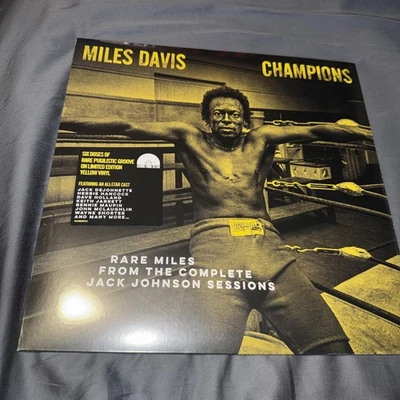 MILES DAVIS CHAMPIONS
SIX DOSES OF
RARE PUGILISTIC GROOVE
ON LIMITED EDITION
YELLOW VINYL
FEATURING AN ALL-STAR CAST
JACK DEJOHNETTE
HERBIE HANCOCK
DAVE HOLLAND
KEITH JARRETT
BENNIE MAUPIN
JOHN MCLAUGHLIN
WAYNE SHORTER
AND MANY MORE...
RARE MILES
FROM THE COMPLETE
JACK JOHNSON SESSIONS